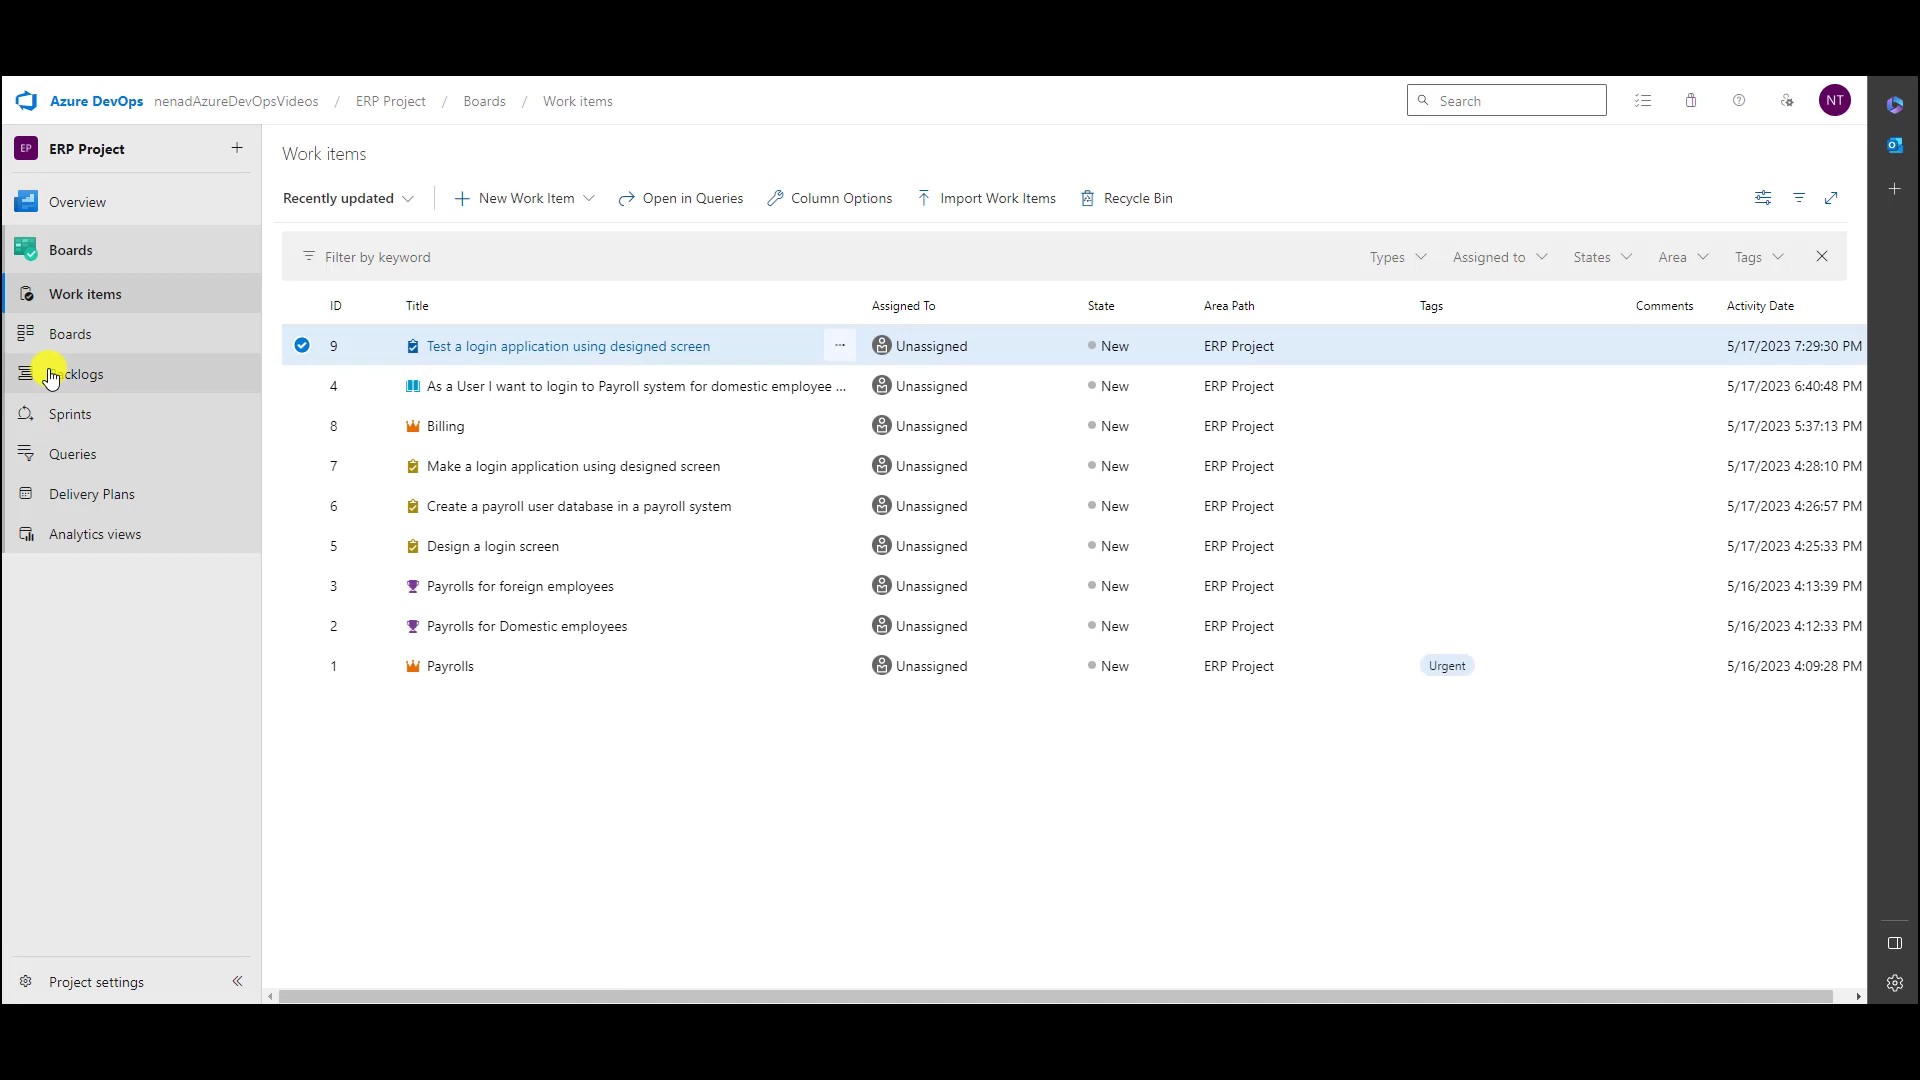 Azure DevOps nenadAzureDevOpsVideos / ERP Project / Boards / Work items Search NT
EP ERP Project
Overview
Boards
Work items
Boards
Sprints
Queries
Delivery Plans
Analytics views
Project settings
Work items
Recently updated New Work Item Open in Queries Column Options Import Work Items Recycle Bin
Filter by keyword Types Assigned to States Area Tags
ID Title Assigned To State Area Path Tags Comments Activity Date
9 Test a login application using designed screen ... Unassigned New ERP Project 5/17/2023 7:29:30 PM
4 As a User I want to login to Payroll system for domestic employee ... Unassigned New ERP Project 5/17/2023 6:40:48 PM
8 Billing Unassigned New ERP Project 5/17/2023 5:37:13 PM
7 Make a login application using designed screen Unassigned New ERP Project 5/17/2023 4:28:10 PM
6 Create a payroll user database in a payroll system Unassigned New ERP Project 5/17/2023 4:26:57 PM
5 Design a login screen Unassigned New ERP Project 5/17/2023 4:25:33 PM
3 Payrolls for foreign employees Unassigned New ERP Project 5/16/2023 4:13:39 PM
2 Payrolls for Domestic employees Unassigned New ERP Project 5/16/2023 4:12:33 PM
1 Payrolls Unassigned New ERP Project Urgent 5/16/2023 4:09:28 PM